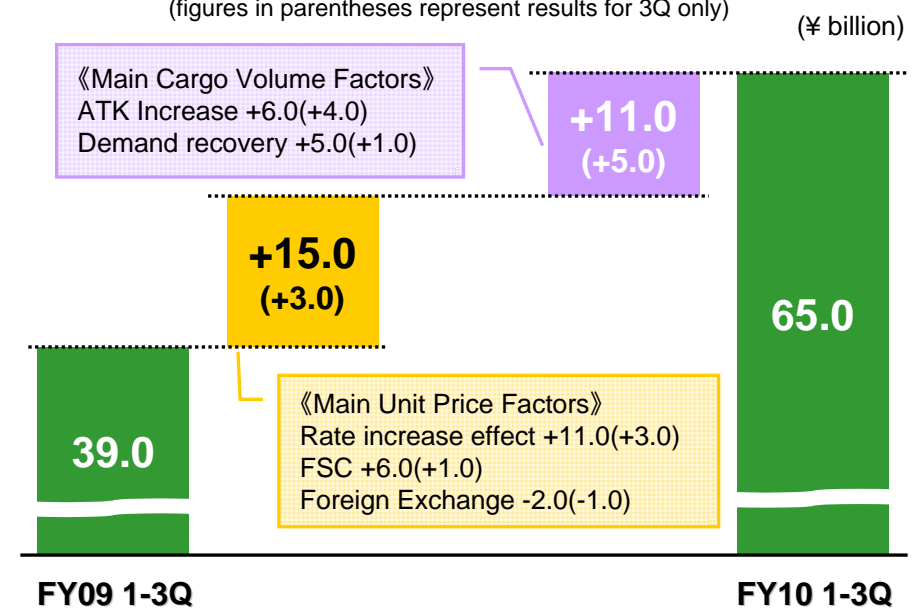 (figures in parentheses represent results for 3Q only)
(¥ billion)
《Main Cargo Volume Factors》
ATK Increase +6.0(+4.0)
Demand recovery +5.0(+1.0)
+11.0
(+5.0)
+15.0
(+3.0)
65.0
39.0
《Main Unit Price Factors》
Rate increase effect +11.0(+3.0)
FSC +6.0(+1.0)
Foreign Exchange -2.0(-1.0)
FY09 1-3Q
FY10 1-3Q